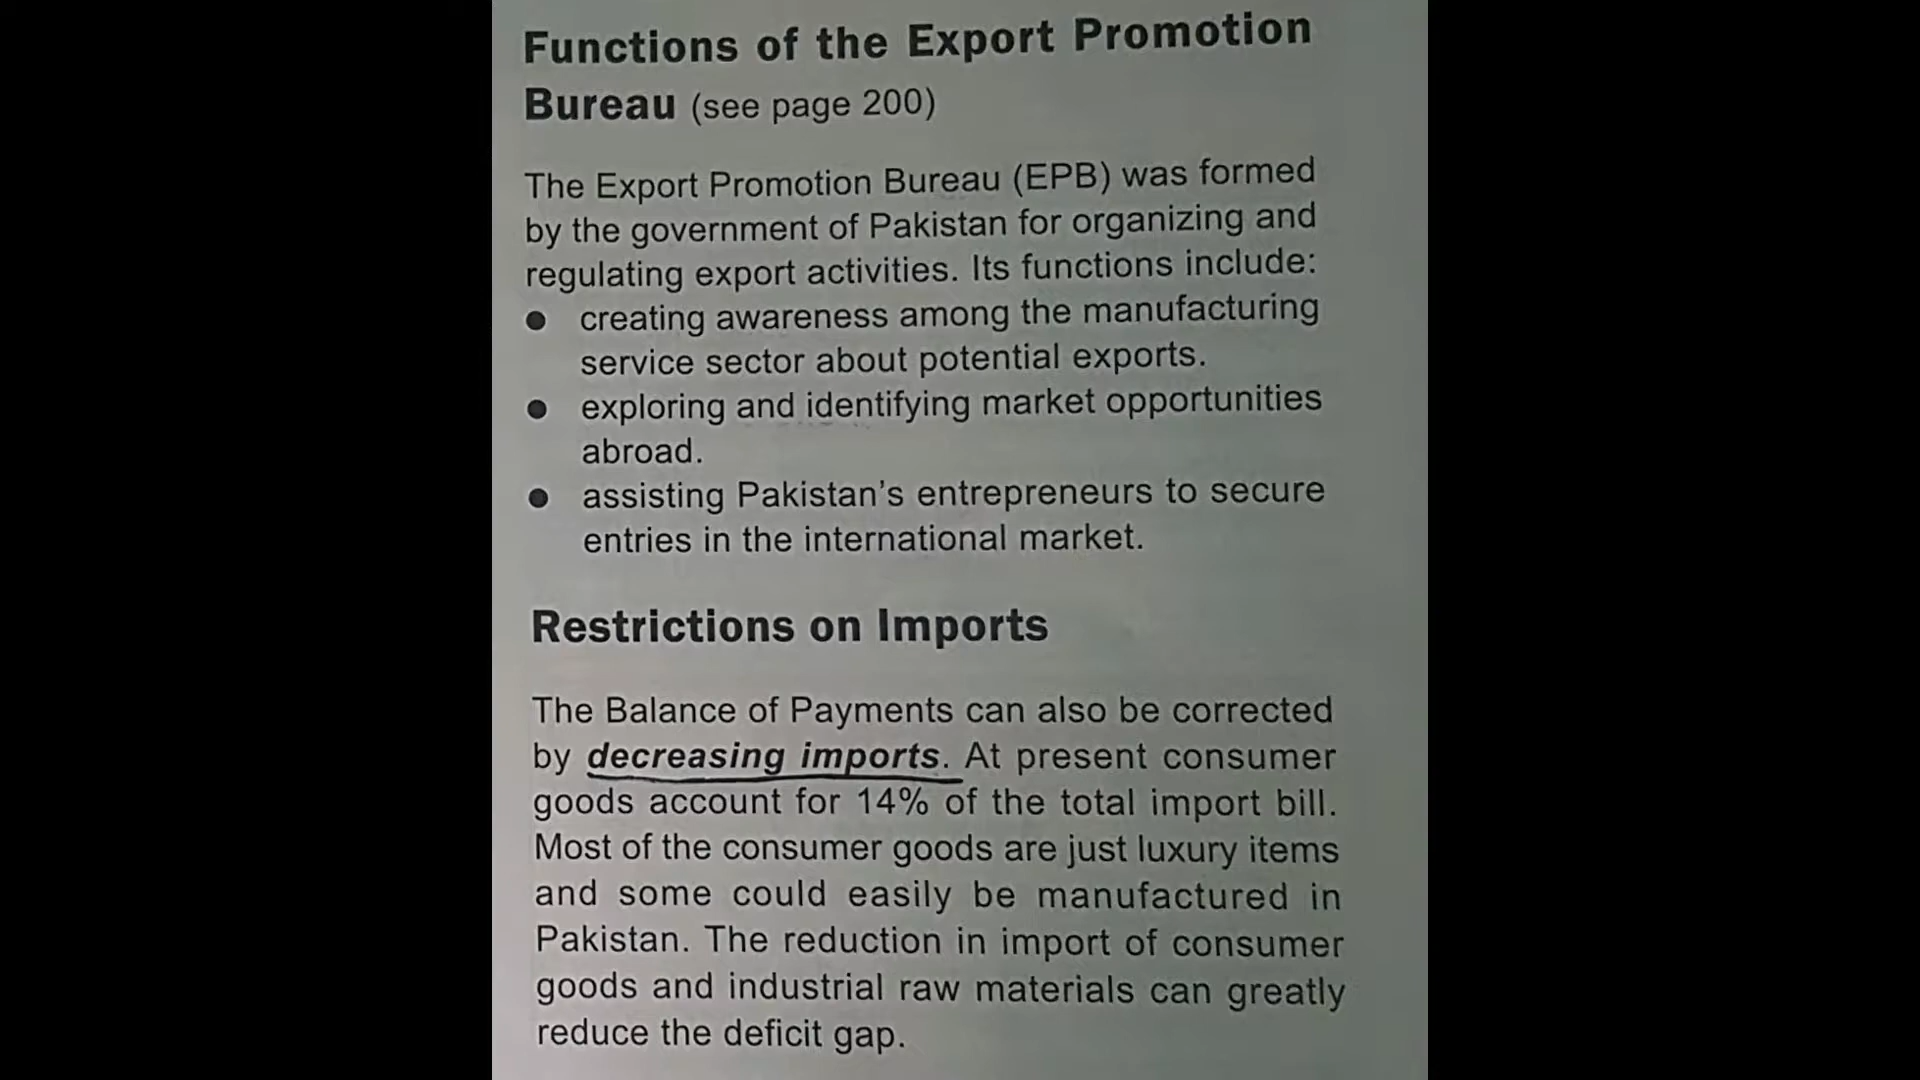 Functions of the Export Promotion
Bureau (see page 200)
The Export Promotion Bureau (EPB) was formed
by the government of Pakistan for organizing and
regulating export activities. Its functions include:
● creating awareness among the manufacturing
service sector about potential exports.
● exploring and identifying market opportunities
abroad.
● assisting Pakistan’s entrepreneurs to secure
entries in the international market.
Restrictions on Imports
The Balance of Payments can also be corrected
by decreasing imports. At present consumer
goods account for 14% of the total import bill.
Most of the consumer goods are just luxury items
and some could easily be manufactured in
Pakistan. The reduction in import of consumer
goods and industrial raw materials can greatly
reduce the deficit gap.